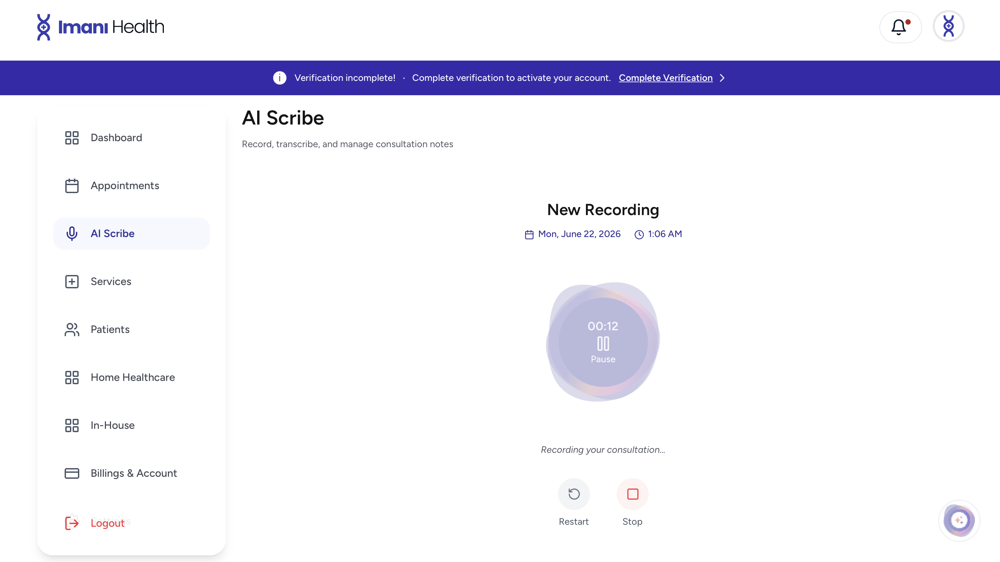 Imanı Health
Verification incomplete! · Complete verification to activate your account. Complete Verification
AI Scribe
Record, transcribe, and manage consultation notes
Dashboard
Appointments
AI Scribe
Services
Patients
Home Healthcare
In-House
Billings & Account
Settings
Logout
New Recording
Mon, June 22, 2026 1:06 AM
00:12
Pause
Recording your consultation...
Restart Stop